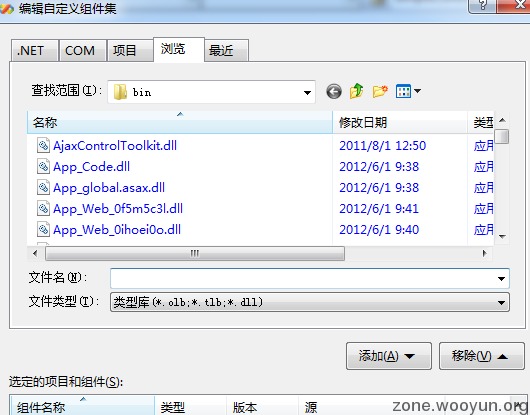 编辑自定义组件集
.NET COM 项目 浏览 最近
查找范围(I): bin
名称 修改日期 类型
AjaxControlToolkit.dll 2011/8/1 12:50 应用
App_Code.dll 2012/6/1 9:38 应用
App_global.asax.dll 2012/6/1 9:38 应用
App_Web_0f5m5c3l.dll 2012/6/1 9:41 应用
App_Web_0ihoei0o.dll 2012/6/1 9:40 应用
文件名(N):
文件类型(T): 类型库(*.olb;*.tlb;*.dll)
添加(A) 移除(V)
选定的项目和组件(S):
组件名称 类型 版本 源
zone.wooyun.org